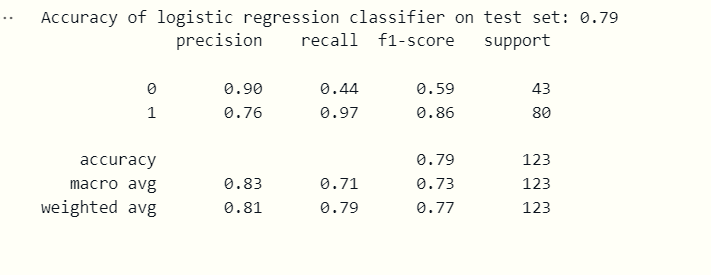 Accuracy of logistic regression classifier on test set: 0.79
precision recall f1-score support
0 0.90 0.44 0.59 43
1 0.76 0.97 0.86 80
accuracy 0.79 123
macro avg 0.83 0.71 0.73 123
weighted avg 0.81 0.79 0.77 123